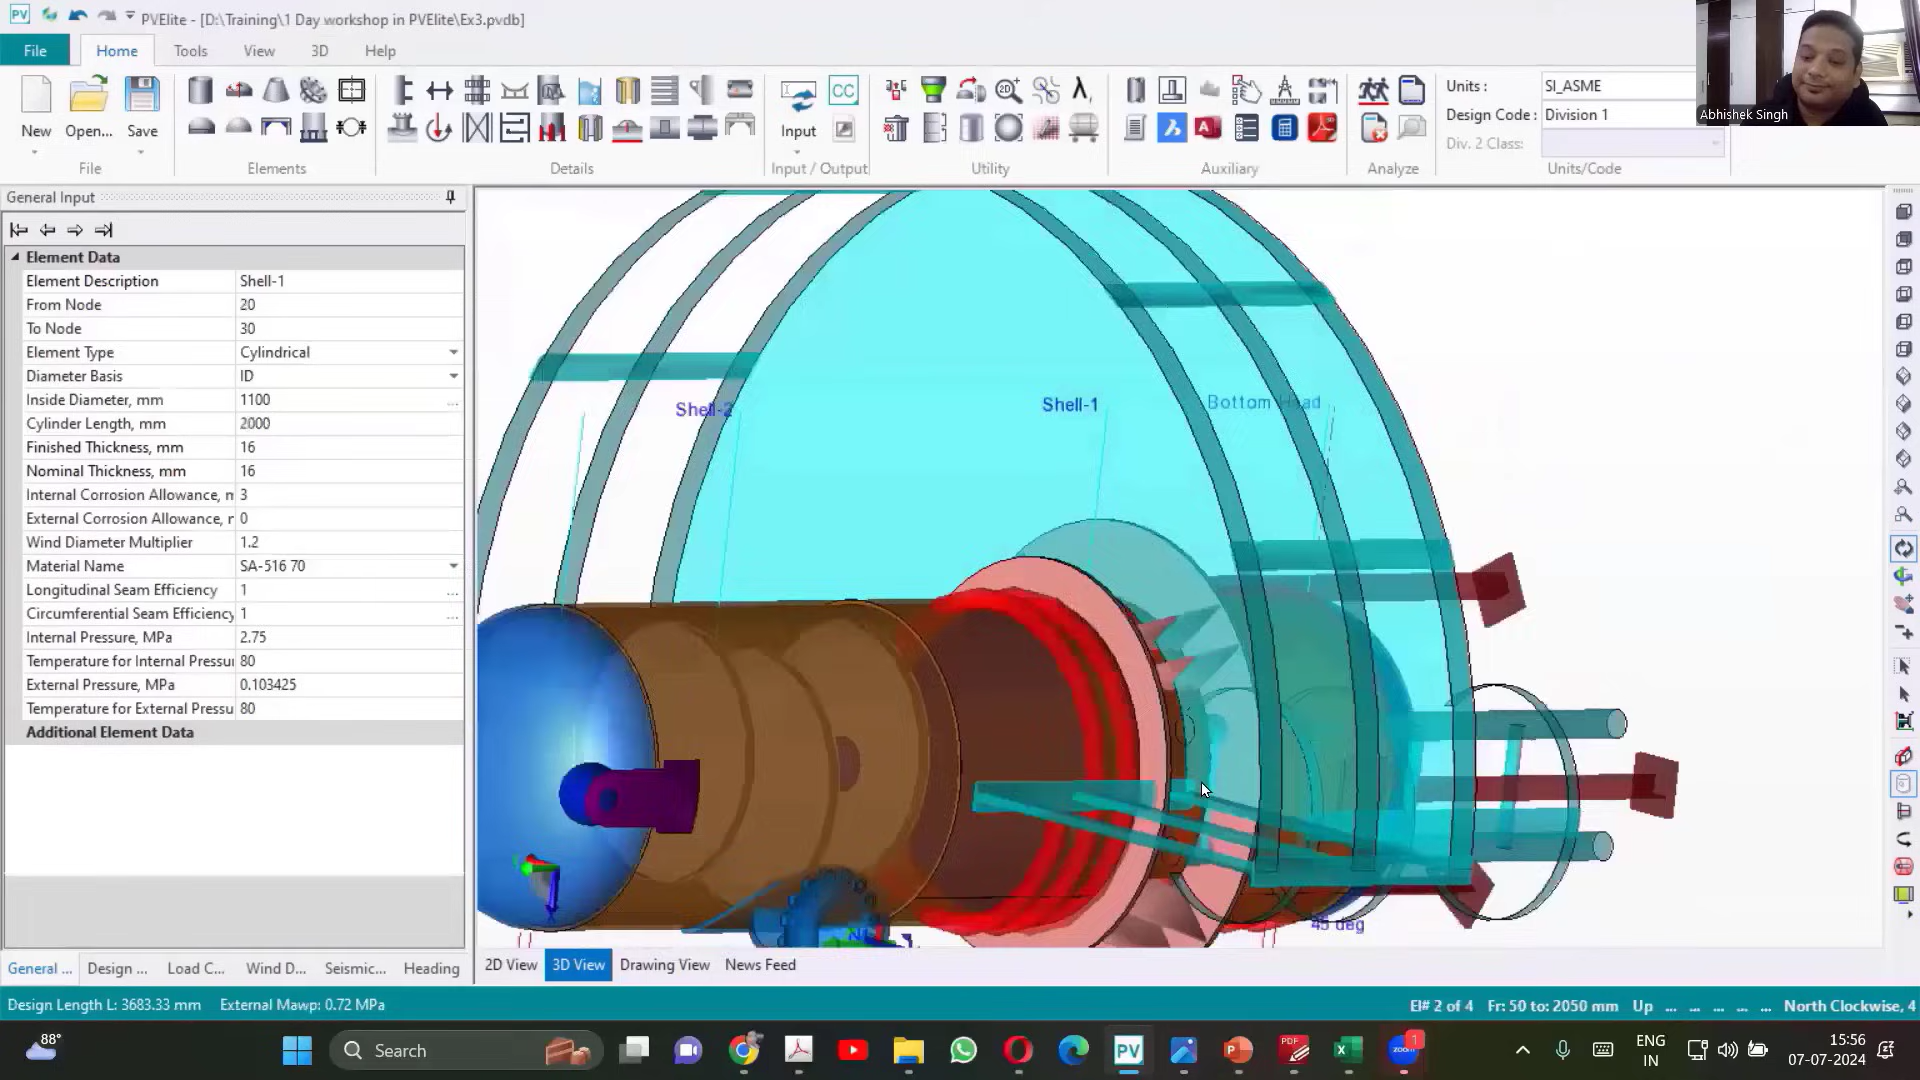 PV
PVElite - [D:\Training\1 Day workshop in PVElite\Ex3.pvdb]
File
Home
Tools
View
3D
Help
New
Open...
Save
Input
CC
File
Elements
Details
Input / Output
Utility
Auxiliary
Analyze
Units/Code
Units :
SI_ASME
Design Code :
Division 1
Div. 2 Class:
Abhishek Singh
General Input
Element Data
Element Description Shell-1
From Node 20
To Node 30
Element Type Cylindrical
Diameter Basis ID
Inside Diameter, mm 1100 ...
Cylinder Length, mm 2000
Finished Thickness, mm 16
Nominal Thickness, mm 16
Internal Corrosion Allowance, m 3
External Corrosion Allowance, r 0
Wind Diameter Multiplier 1.2
Material Name SA-516 70
Longitudinal Seam Efficiency 1 ...
Circumferential Seam Efficiency 1 ...
Internal Pressure, MPa 2.75
Temperature for Internal Pressu 80
External Pressure, MPa 0.103425
Temperature for External Pressu 80
Additional Element Data
Shell-2
Shell-1
Bottom Head
45 deg
General ...
Design ...
Load C...
Wind D...
Seismic...
Heading
2D View
3D View
Drawing View
News Feed
Design Length L: 3683.33 mm
External Mawp: 0.72 MPa
El# 2 of 4
Fr: 50 to: 2050 mm
Up
... ... ... ... ...
North Clockwise, 4
88°
Search
PV
PDF
zoom
1
ENG
IN
15:56
07-07-2024